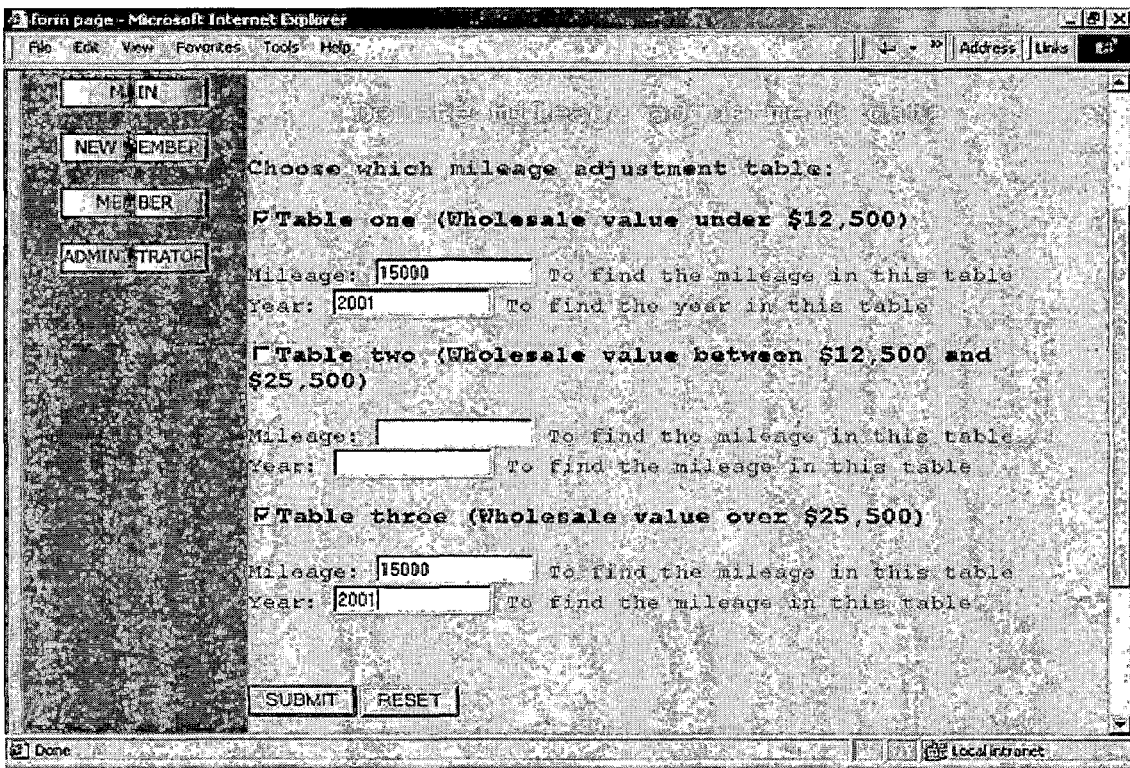 form page - Microsoft Internet Explorer
File Edit View Favorites Tools Help
Address Links
MAIN
NEW MEMBER
MEMBER
ADMINISTRATOR
Choose which mileage adjustment table:
Table one (Wholesale value under $12,500)
Mileage: 15000 To find the mileage in this table
Year: 2001 To find the year in this table
Table two (Wholesale value between $12,500 and
$25,500)
Mileage: To find the mileage in this table
Year: To find the mileage in this table
Table three (Wholesale value over $25,500)
Mileage: 15000 To find the mileage in this table
Year: 2001 To find the mileage in this table
SUBMIT RESET
Done Local intranet